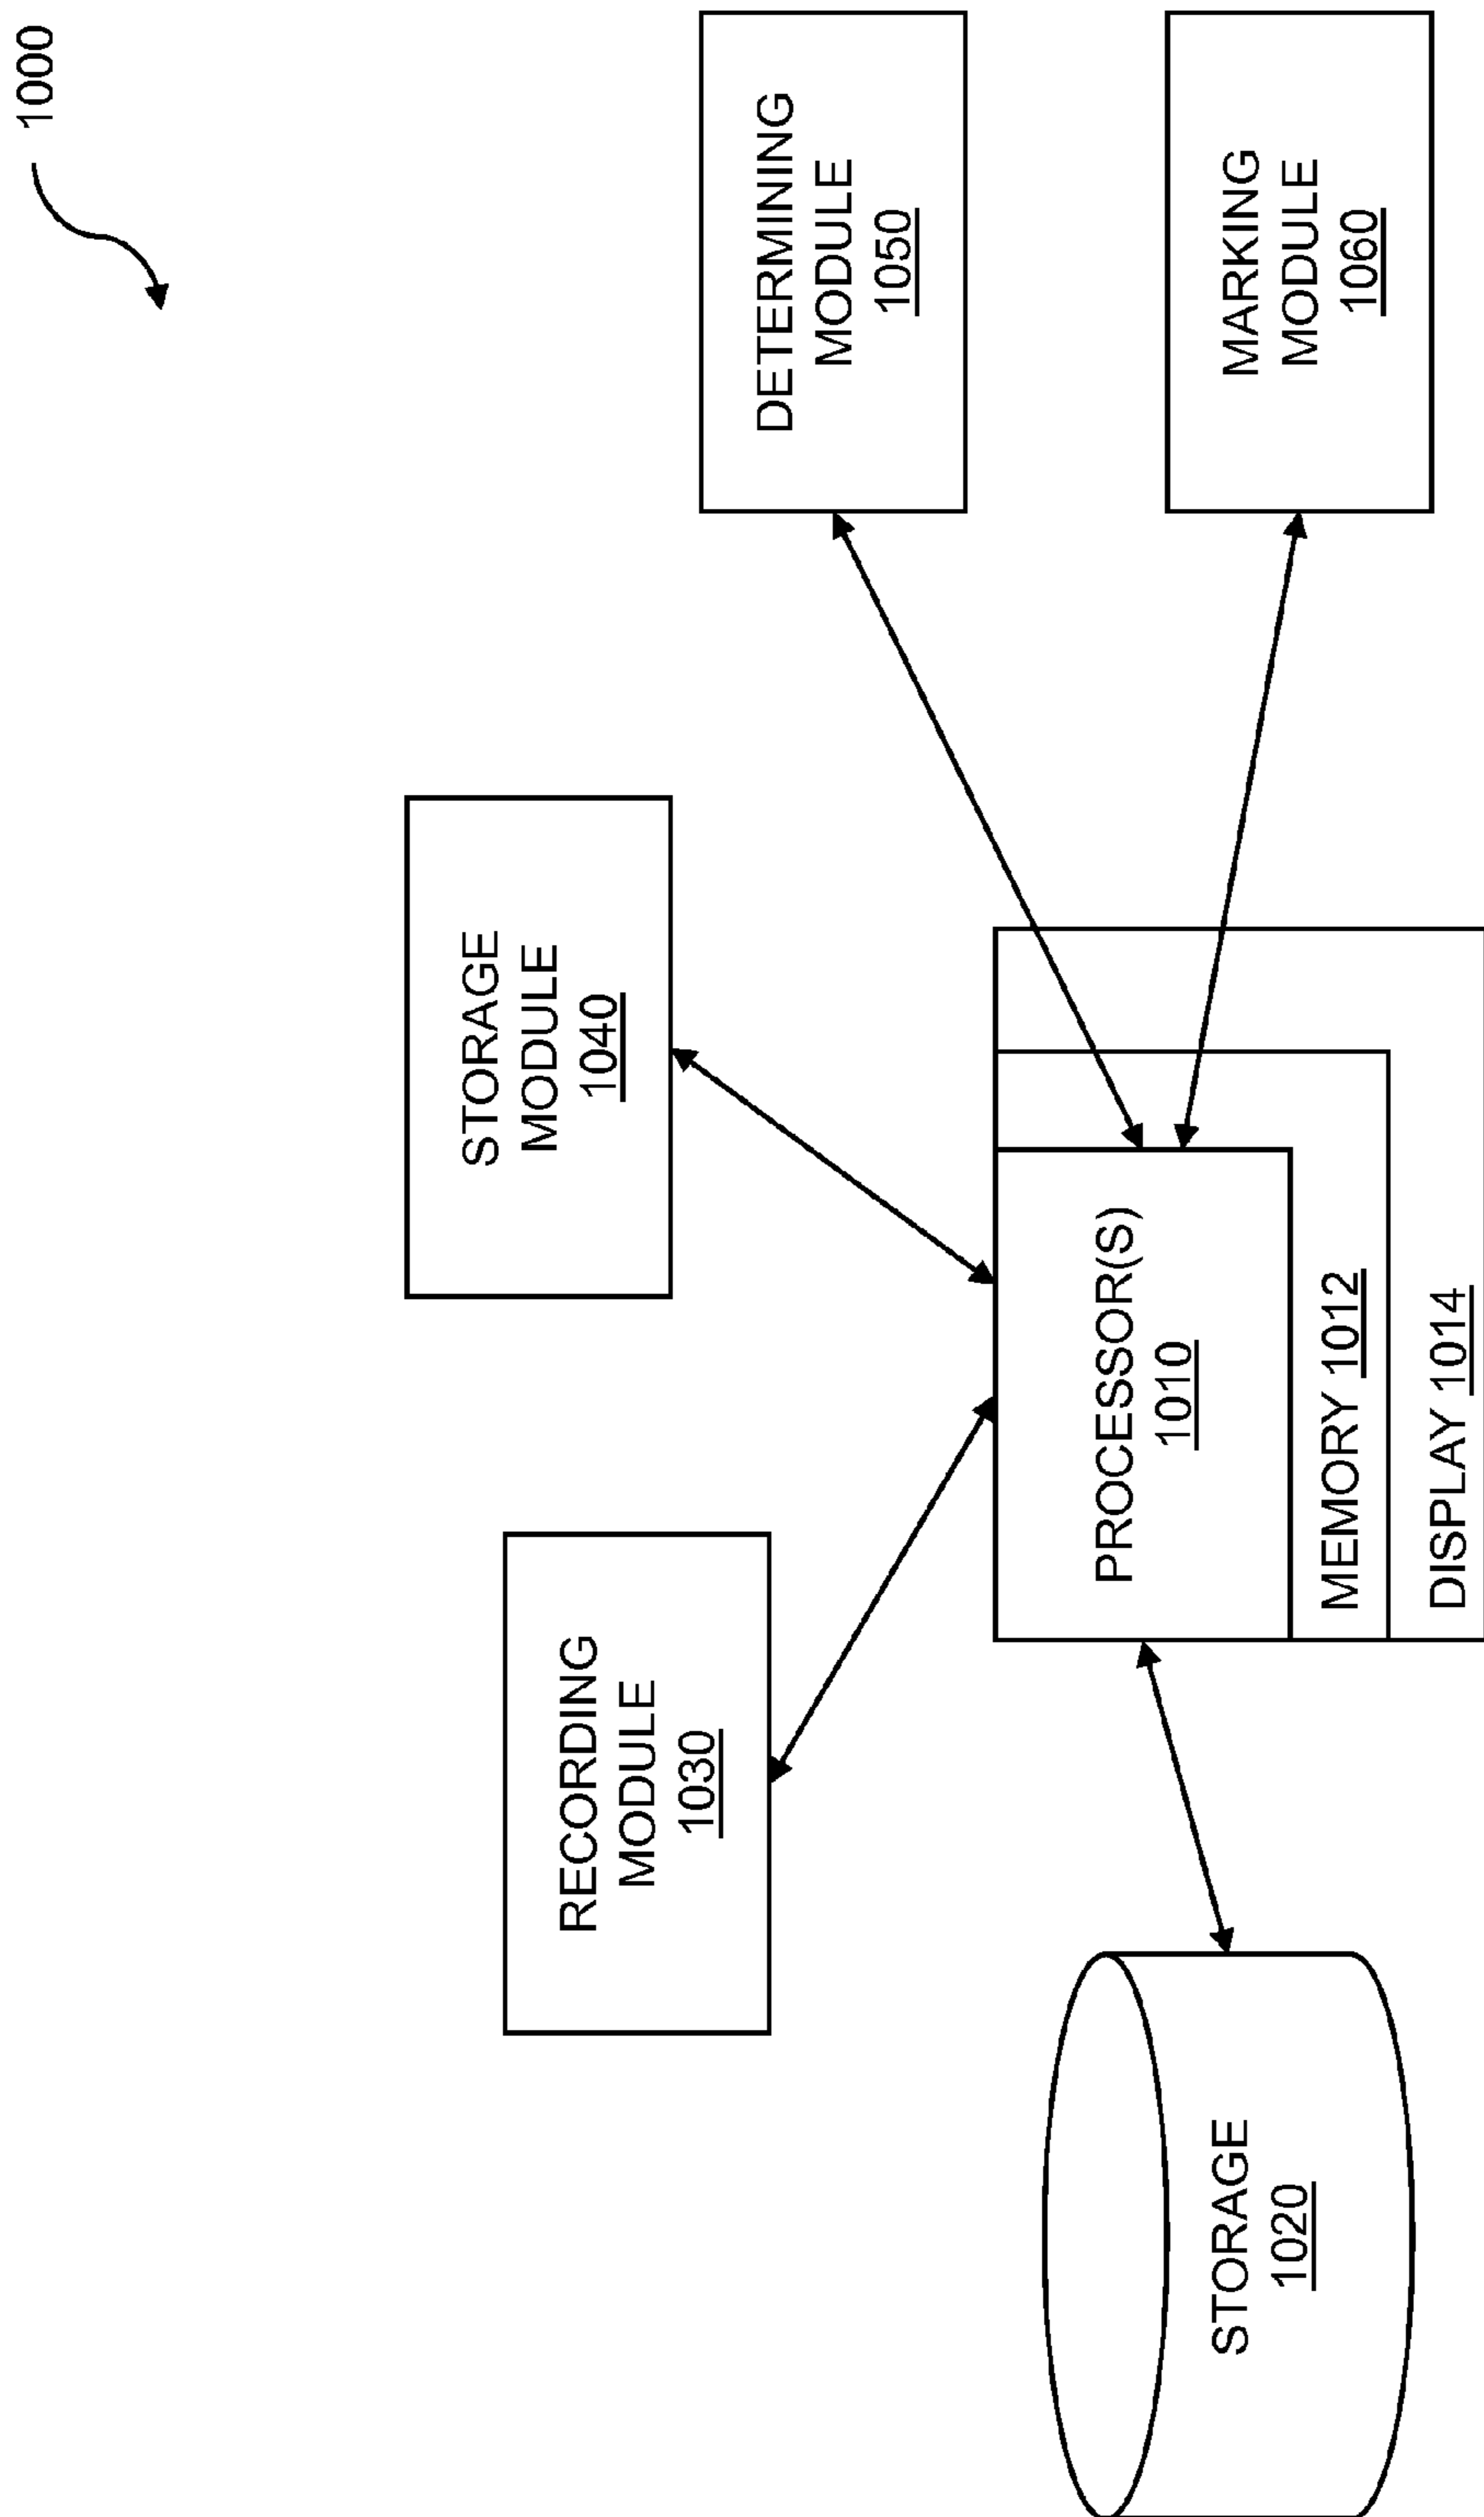 1000
RECORDING
MODULE
1030
STORAGE
MODULE
1040
DETERMINING
MODULE
1050
MARKING
MODULE
1060
STORAGE
1020
PROCESSOR(S)
1010
MEMORY 1012
DISPLAY 1014